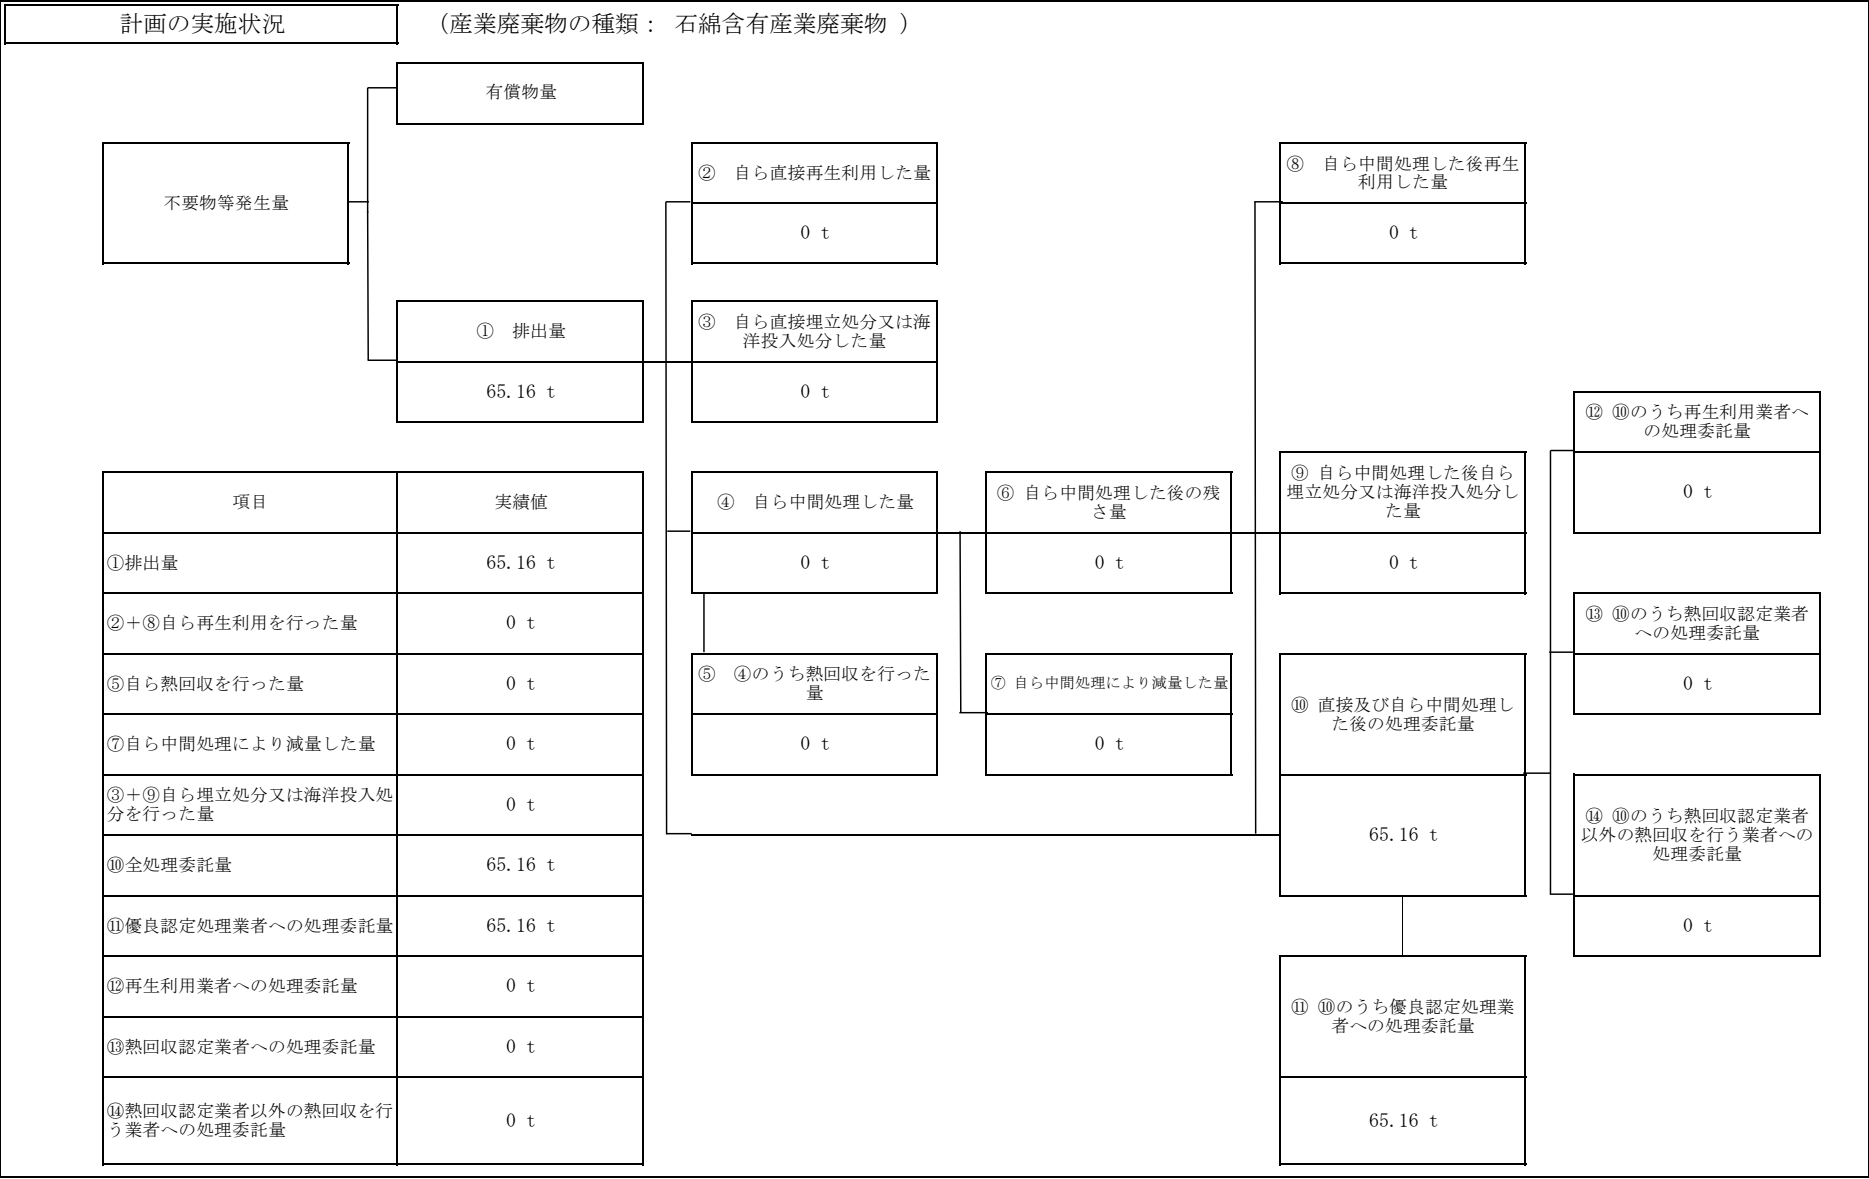 計画の実施状況
（産業廃棄物の種類： 石綿含有産業廃棄物 ）
有償物量
不要物等発生量
② 自ら直接再生利用した量
0 t
⑧ 自ら中間処理した後再生
利用した量
0 t
① 排出量
65.16 t
③ 自ら直接埋立処分又は海
洋投入処分した量
0 t
⑫ ⑩のうち再生利用業者へ
の処理委託量
0 t
④ 自ら中間処理した量
0 t
⑥ 自ら中間処理した後の残
さ量
0 t
⑨ 自ら中間処理した後自ら
埋立処分又は海洋投入処分し
た量
0 t
⑬ ⑩のうち熱回収認定業者
への処理委託量
0 t
⑤ ④のうち熱回収を行った
量
0 t
⑦ 自ら中間処理により減量した量
0 t
⑩ 直接及び自ら中間処理し
た後の処理委託量
65.16 t
⑭ ⑩のうち熱回収認定業者
以外の熱回収を行う業者への
処理委託量
0 t
⑪ ⑩のうち優良認定処理業
者への処理委託量
65.16 t
項目 実績値
①排出量 65.16 t
②＋⑧自ら再生利用を行った量 0 t
⑤自ら熱回収を行った量 0 t
⑦自ら中間処理により減量した量 0 t
③＋⑨自ら埋立処分又は海洋投入処
分を行った量 0 t
⑩全処理委託量 65.16 t
⑪優良認定処理業者への処理委託量 65.16 t
⑫再生利用業者への処理委託量 0 t
⑬熱回収認定業者への処理委託量 0 t
⑭熱回収認定業者以外の熱回収を行
う業者への処理委託量 0 t